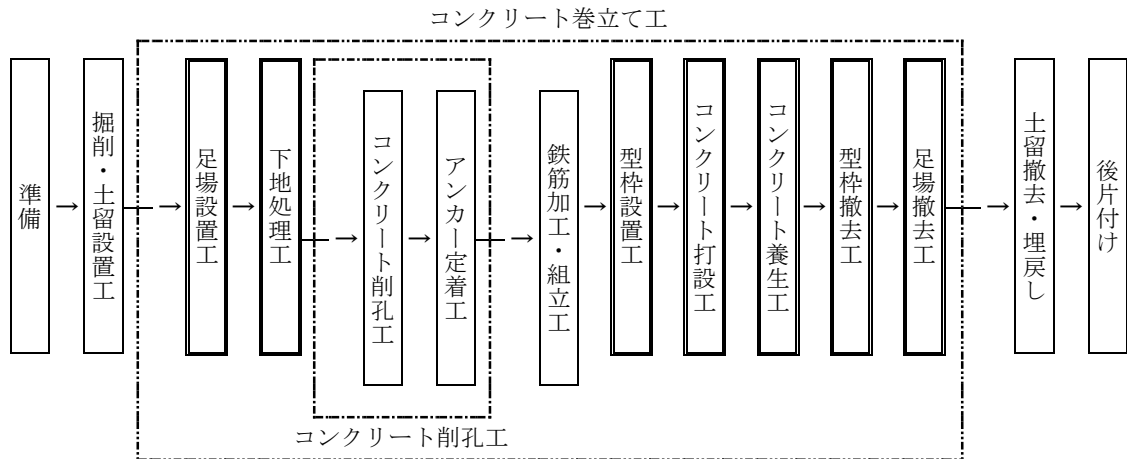 コンクリート巻立て工
準備
→
掘削・土留設置工
→
足場設置工
→
下地処理工
→
コンクリート削孔工
→
アンカー定着工
→
鉄筋加工・組立工
→
型枠設置工
→
コンクリート打設工
→
コンクリート養生工
→
型枠撤去工
→
足場撤去工
→
土留撤去・埋戻し
→
後片付け
コンクリート削孔工